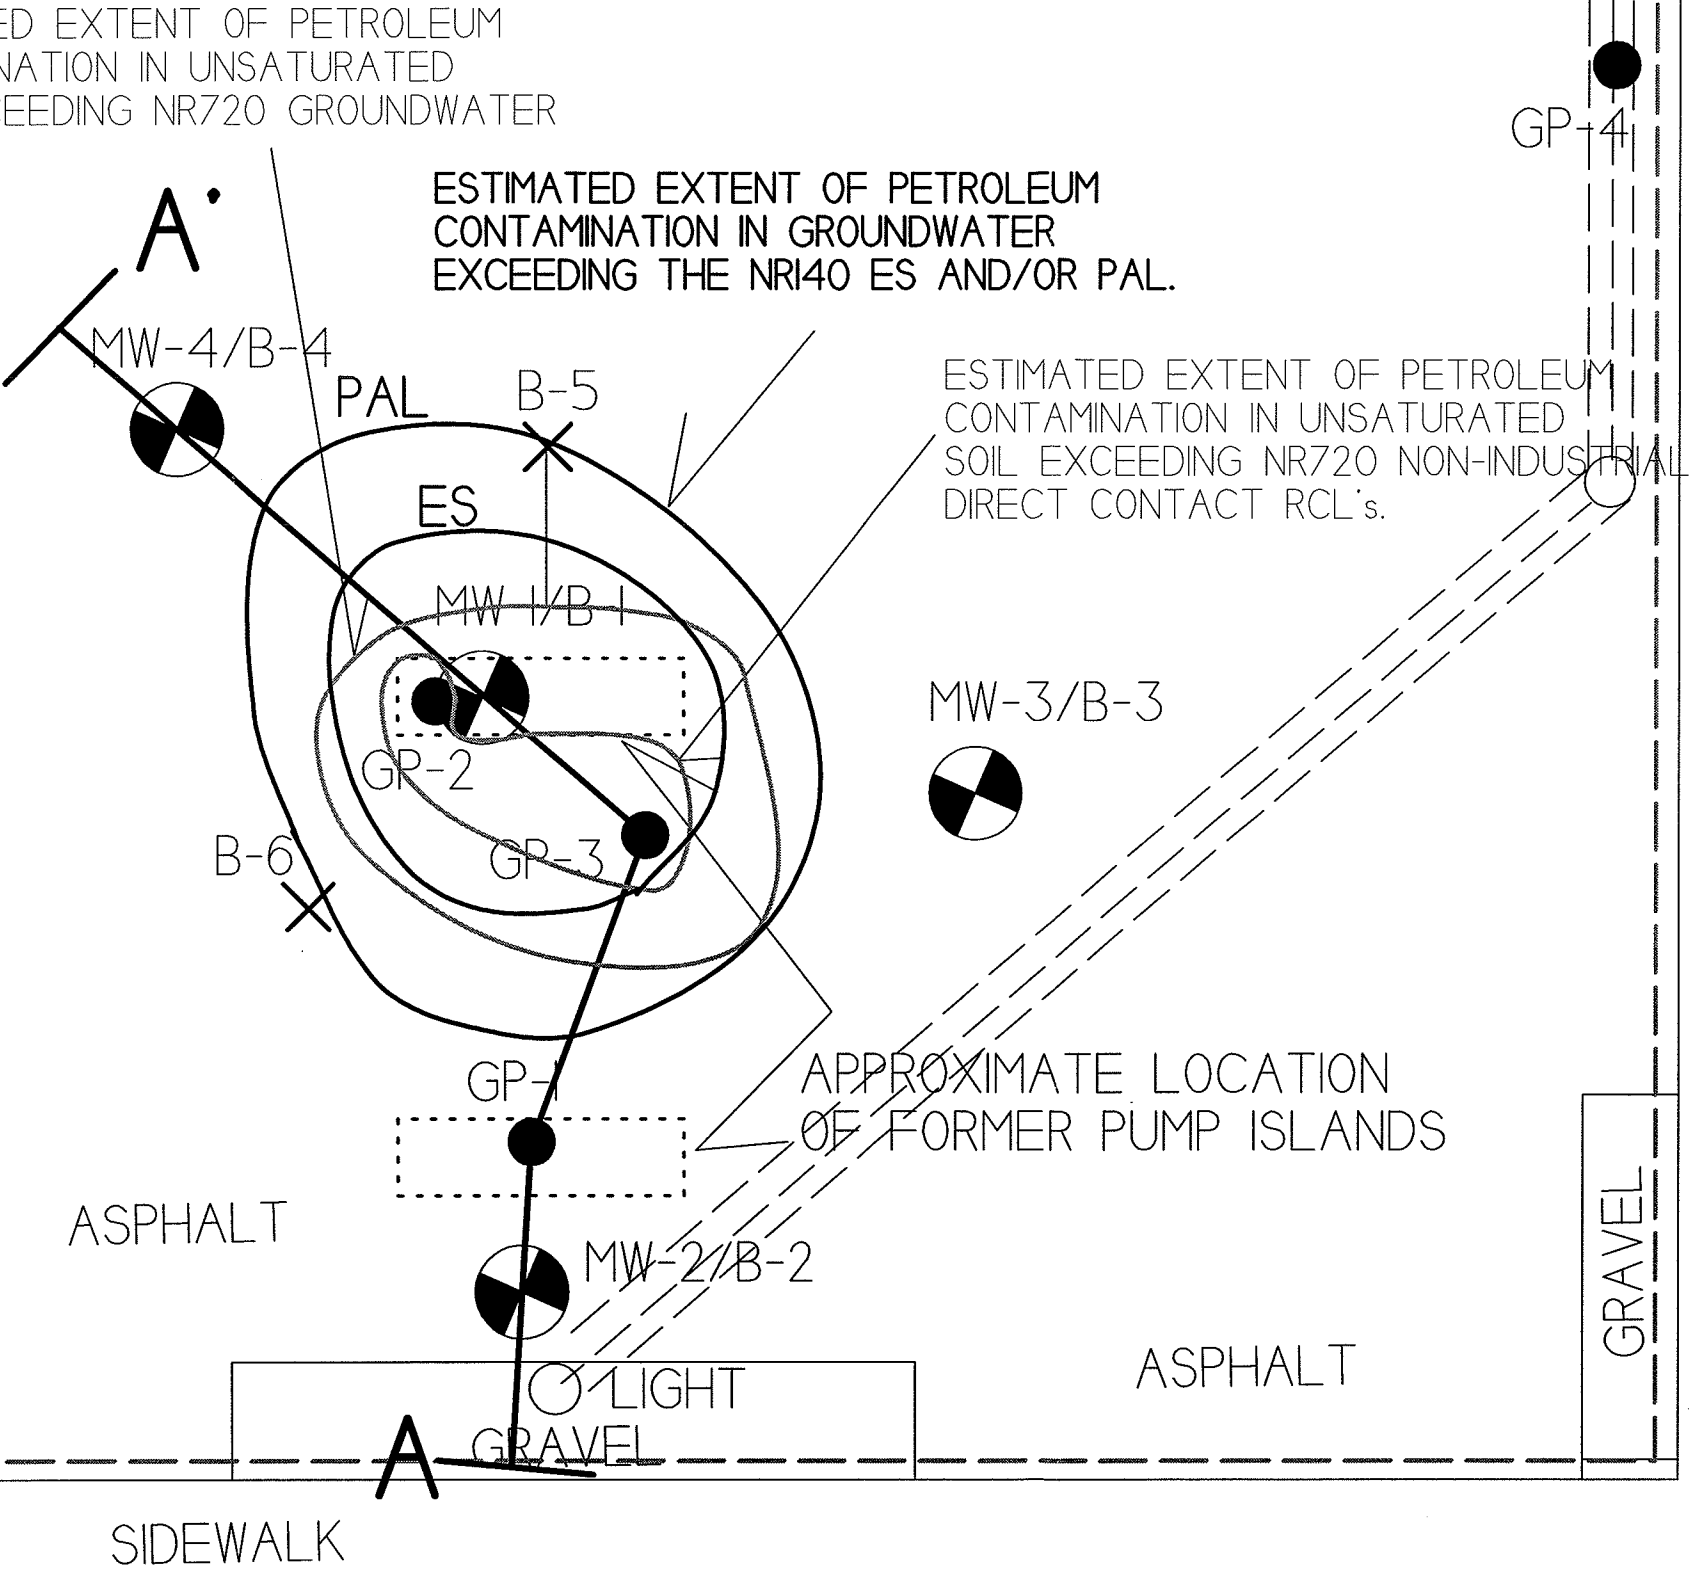 ED EXTENT OF PETROLEUM
NATION IN UNSATURATED
CEEDING NR720 GROUNDWATER
GP-4
A'
ESTIMATED EXTENT OF PETROLEUM
CONTAMINATION IN GROUNDWATER
EXCEEDING THE NR140 ES AND/OR PAL.
MW-4/B-4
PAL
B-5
ESTIMATED EXTENT OF PETROLEUM
CONTAMINATION IN UNSATURATED
SOIL EXCEEDING NR720 NON-INDUSTRIAL
DIRECT CONTACT RCL's.
ES
MW-1/B-1
MW-3/B-3
GP-2
GP-3
B-6
GP-1
APPROXIMATE LOCATION
OF FORMER PUMP ISLANDS
ASPHALT
MW-2/B-2
GRAVEL
ASPHALT
LIGHT
GRAVEL
A
SIDEWALK